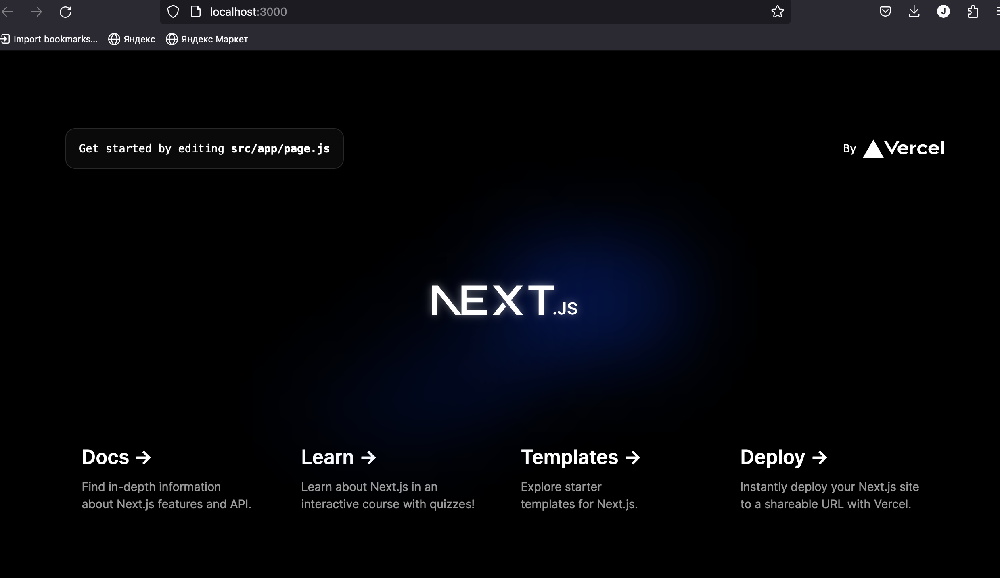 localhost:3000
J
Import bookmarks...
Яндекс
Яндекс Маркет
Get started by editing src/app/page.js
By Vercel
NEXT.JS
Docs →
Find in-depth information
about Next.js features and API.
Learn →
Learn about Next.js in an
interactive course with quizzes!
Templates →
Explore starter
templates for Next.js.
Deploy →
Instantly deploy your Next.js site
to a shareable URL with Vercel.